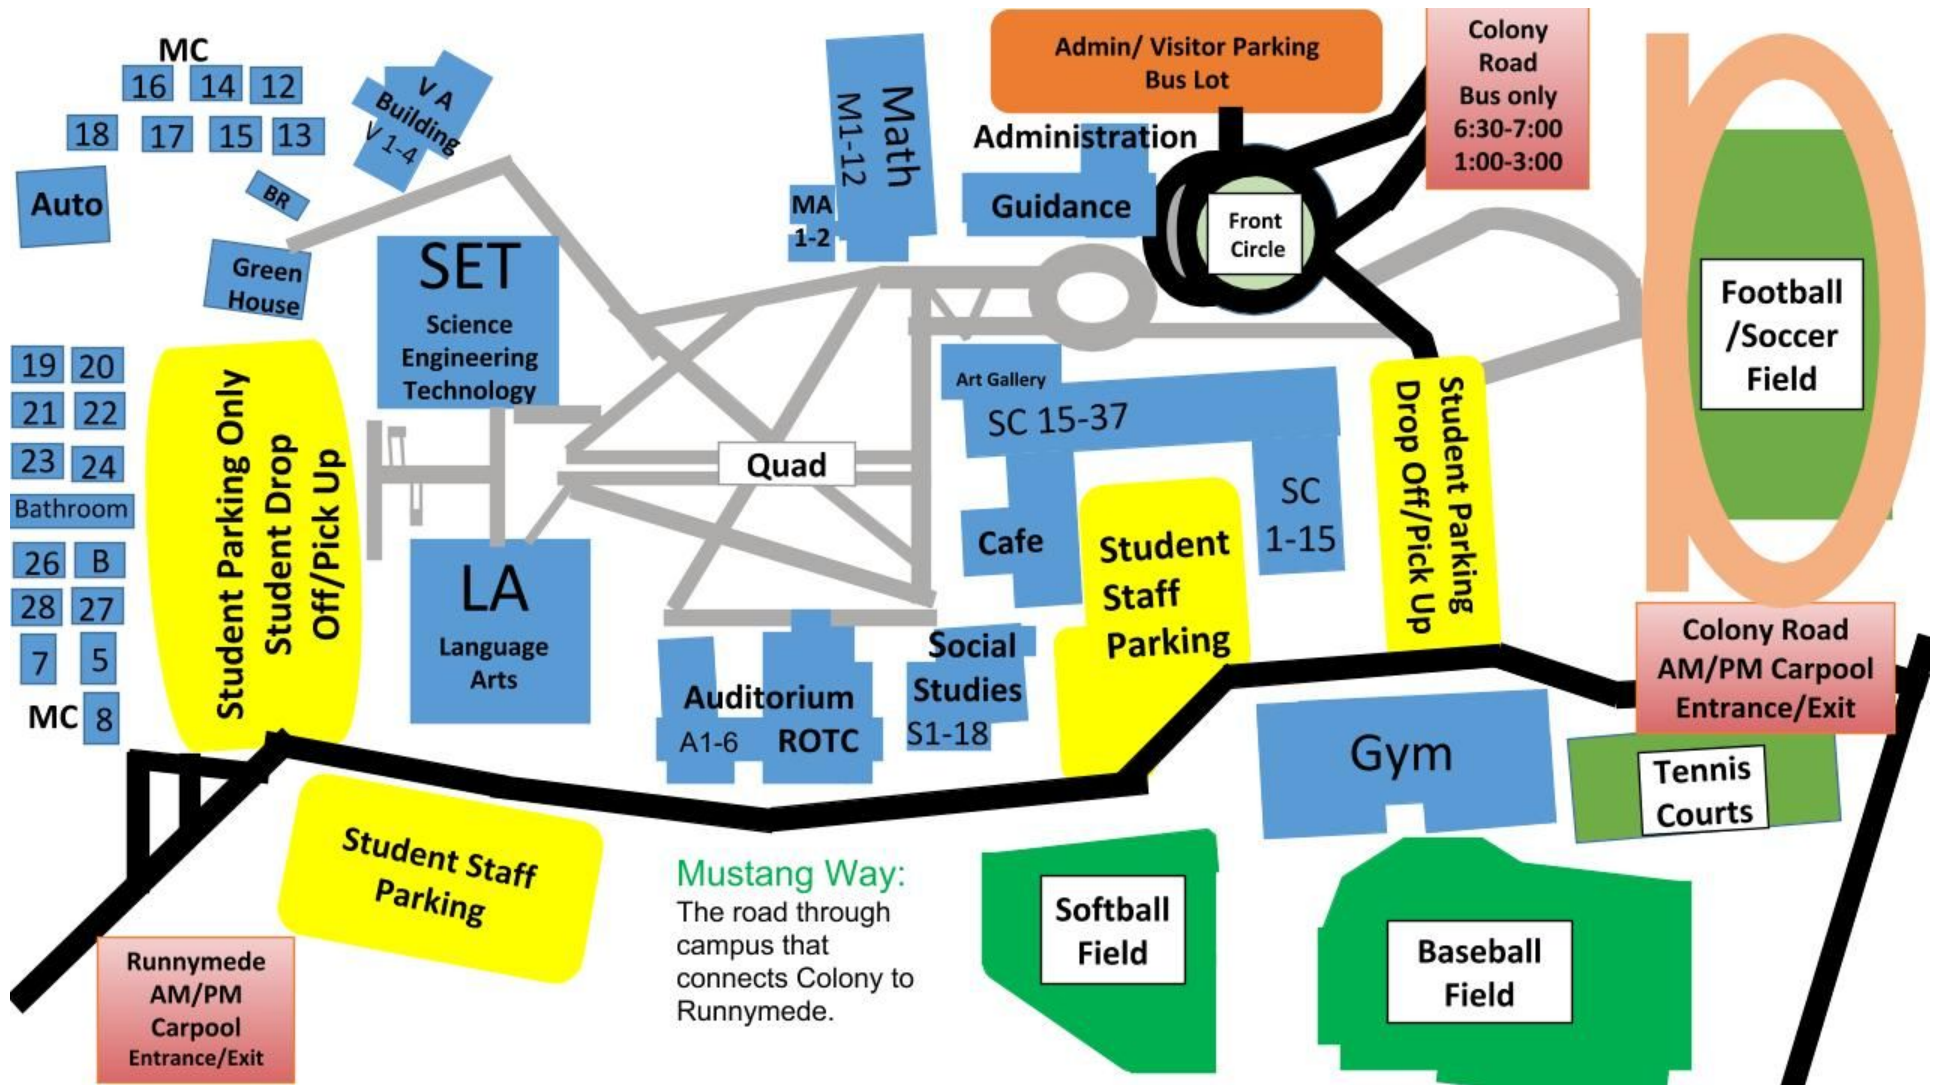 MC
16
14
12
18
17
15
13
V A
Building
V 1-4
Auto
BR
Green
House
SET
Science
Engineering
Technology
Math
M1-12
MA
1-2
Admin/ Visitor Parking
Bus Lot
Administration
Guidance
Front
Circle
Colony
Road
Bus only
6:30-7:00
1:00-3:00
Football
/Soccer
Field
19
20
21
22
23
24
Bathroom
26
B
28
27
7
5
MC
8
Student Parking Only
Student Drop
Off/Pick Up
Quad
Art Gallery
SC 15-37
SC
1-15
Cafe
Student
Staff
Parking
Student Parking
Drop Off/Pick Up
LA
Language
Arts
Auditorium
A1-6
ROTC
Social
Studies
S1-18
Colony Road
AM/PM Carpool
Entrance/Exit
Gym
Tennis
Courts
Student Staff
Parking
Mustang Way:
The road through
campus that
connects Colony to
Runnymede.
Softball
Field
Baseball
Field
Runnymede
AM/PM
Carpool
Entrance/Exit